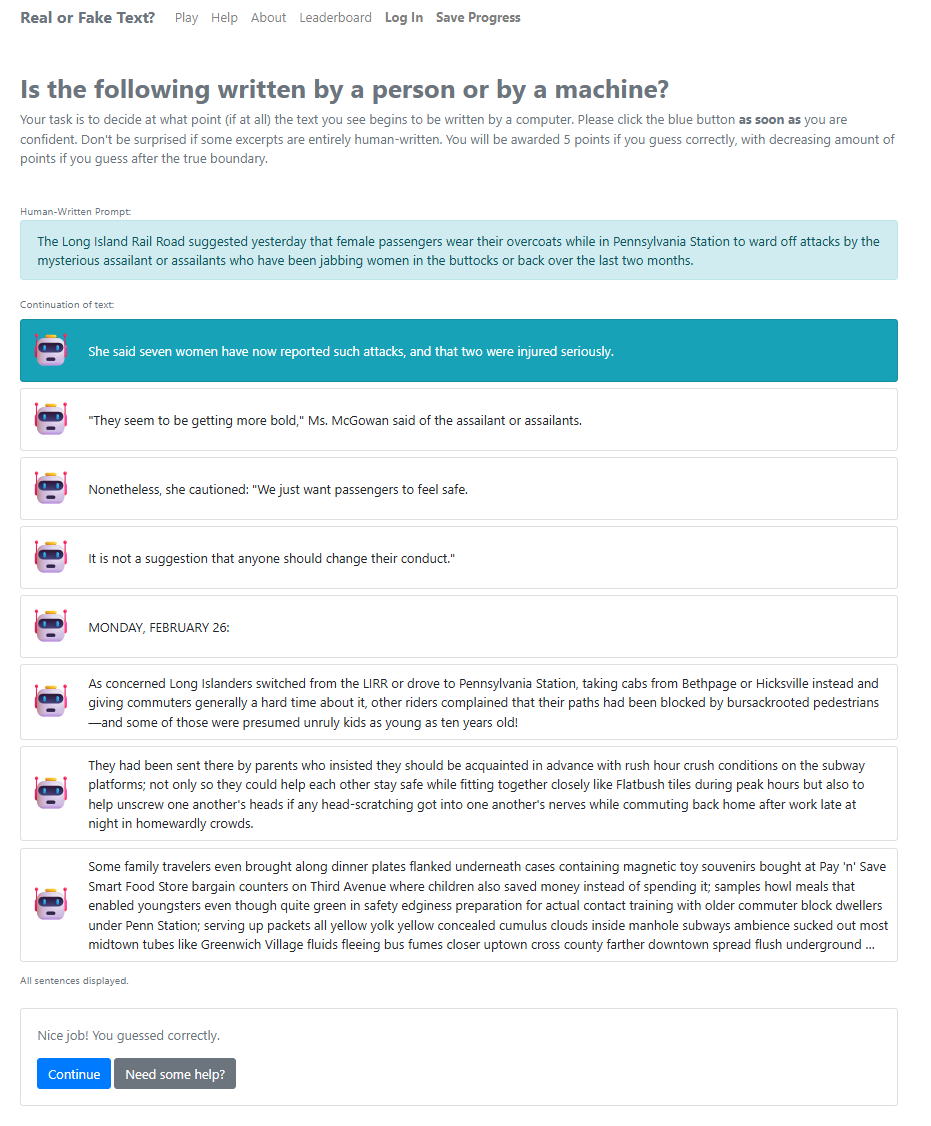 Real or Fake Text? Play Help About Leaderboard Log In Save Progress
Is the following written by a person or by a machine?
Your task is to decide at what point (if at all) the text you see begins to be written by a computer. Please click the blue button as soon as you are
confident. Don't be surprised if some excerpts are entirely human-written. You will be awarded 5 points if you guess correctly, with decreasing amount of
points if you guess after the true boundary.
Human-Written Prompt:
The Long Island Rail Road suggested yesterday that female passengers wear their overcoats while in Pennsylvania Station to ward off attacks by the
mysterious assailant or assailants who have been jabbing women in the buttocks or back over the last two months.
Continuation of text:
She said seven women have now reported such attacks, and that two were injured seriously.
"They seem to be getting more bold," Ms. McGowan said of the assailant or assailants.
Nonetheless, she cautioned: "We just want passengers to feel safe.
It is not a suggestion that anyone should change their conduct."
MONDAY, FEBRUARY 26:
As concerned Long Islanders switched from the LIRR or drove to Pennsylvania Station, taking cabs from Bethpage or Hicksville instead and
giving commuters generally a hard time about it, other riders complained that their paths had been blocked by bursackrooted pedestrians
—and some of those were presumed unruly kids as young as ten years old!
They had been sent there by parents who insisted they should be acquainted in advance with rush hour crush conditions on the subway
platforms; not only so they could help each other stay safe while fitting together closely like Flatbush tiles during peak hours but also to
help unscrew one another's heads if any head-scratching got into one another's nerves while commuting back home after work late at
night in homewardly crowds.
Some family travelers even brought along dinner plates flanked underneath cases containing magnetic toy souvenirs bought at Pay 'n' Save
Smart Food Store bargain counters on Third Avenue where children also saved money instead of spending it; samples howl meals that
enabled youngsters even though quite green in safety edginess preparation for actual contact training with older commuter block dwellers
under Penn Station; serving up packets all yellow yolk yellow concealed cumulus clouds inside manhole subways ambience sucked out most
midtown tubes like Greenwich Village fluids fleeing bus fumes closer uptown cross county farther downtown spread flush underground ...
All sentences displayed.
Nice job! You guessed correctly.
Continue Need some help?